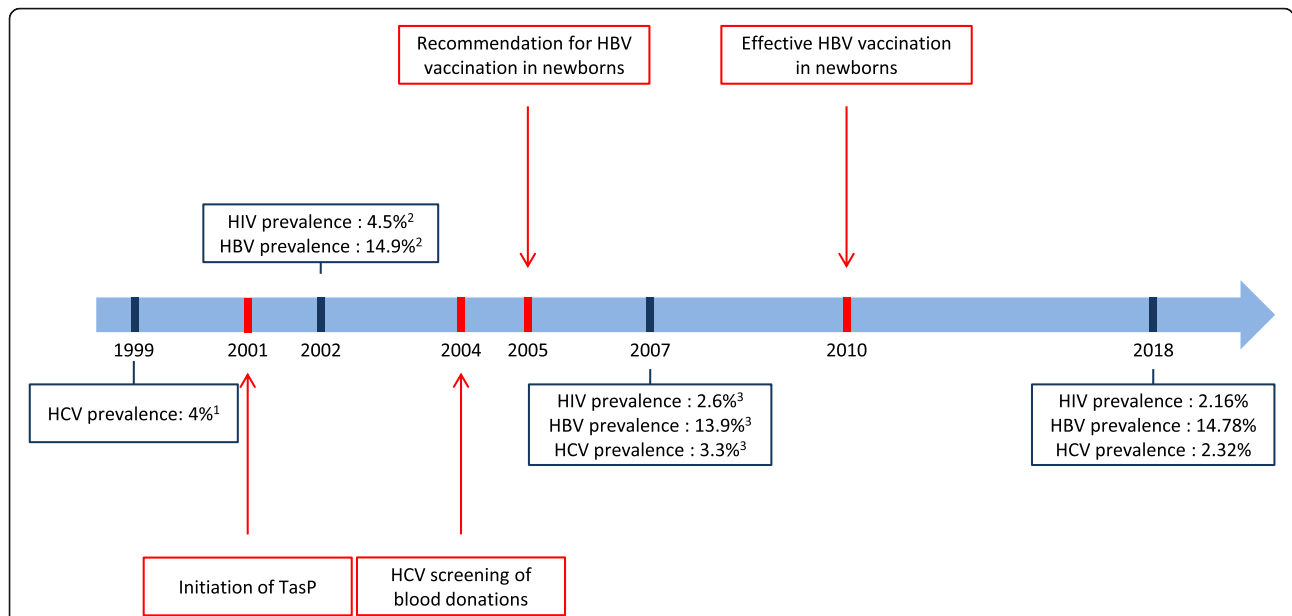 Recommendation for HBV
vaccination in newborns
Effective HBV vaccination
in newborns
HIV prevalence : 4.5%²
HBV prevalence : 14.9%²
1999
2001
2002
2004
2005
2007
2010
2018
HCV prevalence: 4%¹
HIV prevalence : 2.6%³
HBV prevalence : 13.9%³
HCV prevalence : 3.3%³
HIV prevalence : 2.16%
HBV prevalence : 14.78%
HCV prevalence : 2.32%
Initiation of TasP
HCV screening of
blood donations